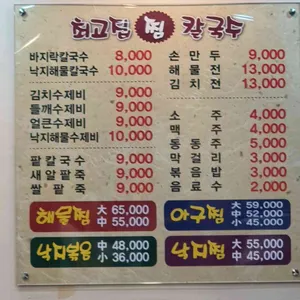 최고집 찜 칼국수
바지락칼국수 8,000
낙지해물칼국수 10,000
김치수제비 9,000
들깨수제비 9,000
얼큰수제비 9,000
낙지해물수제비 10,000
팥칼국수 9,000
새알팥죽 9,000
쌀팥죽 9,000
해물찜 大 65,000
中 55,000
낙지볶음 中 48,000
小 36,000
손만두 9,000
해물전 13,000
김치전 13,000
소주 4,000
맥주 4,000
동동주 5,000
막걸리 3,000
볶음밥 3,000
음료수 2,000
아구찜 大 59,000
中 52,000
小 45,000
낙지찜 大 55,000
中 45,000